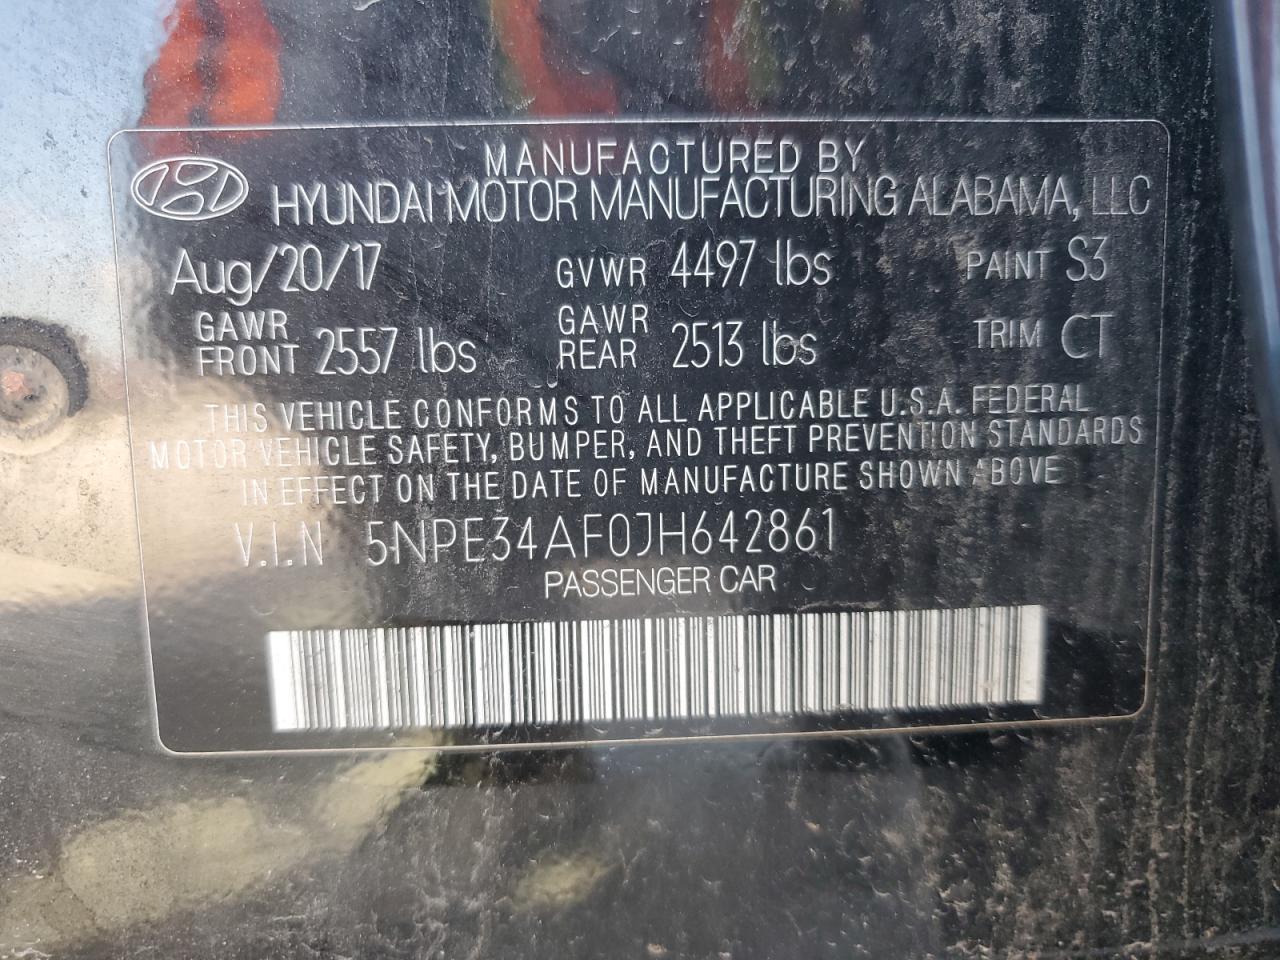 MANUFACTURED BY
HYUNDAI MOTOR MANUFACTURING ALABAMA, LLC
Aug/20/17 GVWR 4497 lbs PAINT S3
GAWR FRONT 2557 lbs GAWR REAR 2513 lbs TRIM CT
THIS VEHICLE CONFORMS TO ALL APPLICABLE U.S.A. FEDERAL
MOTOR VEHICLE SAFETY, BUMPER, AND THEFT PREVENTION STANDARDS
IN EFFECT ON THE DATE OF MANUFACTURE SHOWN ABOVE
V.I.N 5NPE34AF0JH642861
PASSENGER CAR